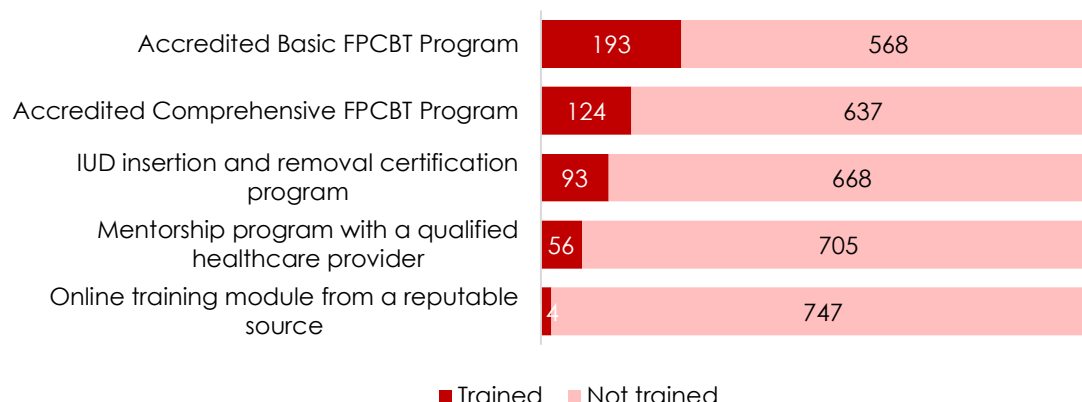 Accredited Basic FPCBT Program 193 568
Accredited Comprehensive FPCBT Program 124 637
IUD insertion and removal certification
program 93 668
Mentorship program with a qualified
healthcare provider 56 705
Online training module from a reputable
source 4 747
Trained Not trained